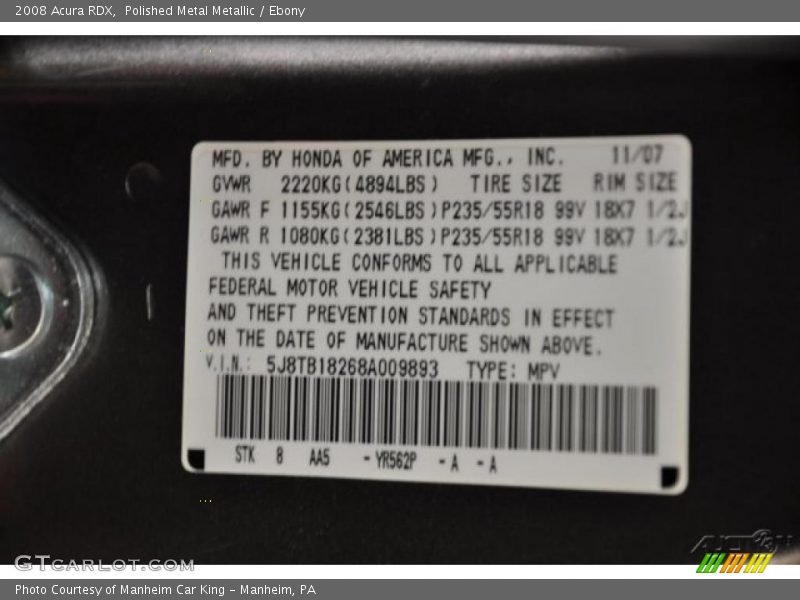 2008 Acura RDX,  Polished Metal Metallic / Ebony
MFD. BY HONDA OF AMERICA MFG., INC. 11/07
GVWR 2220KG(4894LBS) TIRE SIZE RIM SIZE
GAWR F 1155KG(2546LBS)P235/55R18 99V 18X7 1/2J
GAWR R 1080KG(2381LBS)P235/55R18 99V 18X7 1/2J
THIS VEHICLE CONFORMS TO ALL APPLICABLE
FEDERAL MOTOR VEHICLE SAFETY
AND THEFT PREVENTION STANDARDS IN EFFECT
ON THE DATE OF MANUFACTURE SHOWN ABOVE.
V.I.N.: 5J8TB18268A009893 TYPE: MPV
STK 8 AA5 -YR562P -A -A
GTcarlot.com
Photo Courtesy of Manheim Car King - Manheim, PA